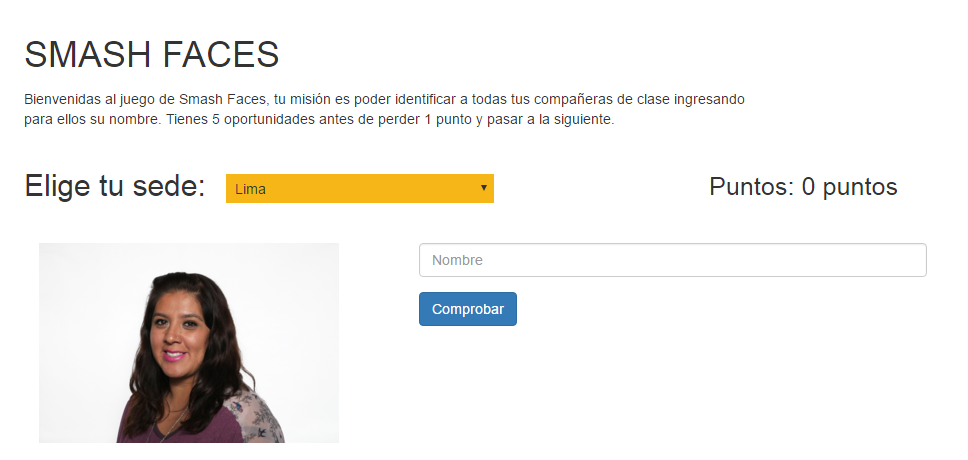 SMASH FACES
Bienvenidas al juego de Smash Faces, tu misión es poder identificar a todas tus compañeras de clase ingresando
para ellos su nombre. Tienes 5 oportunidades antes de perder 1 punto y pasar a la siguiente.
Elige tu sede: Lima Puntos: 0 puntos
Nombre
Comprobar